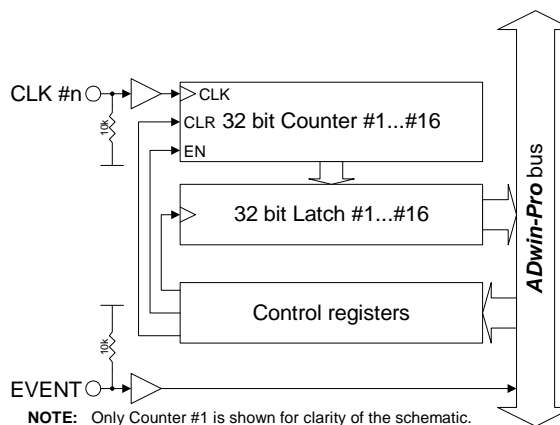 CLK #n
10k
CLK
CLR
EN
32 bit Counter #1...#16
32 bit Latch #1...#16
Control registers
10k
EVENT
ADwin-Pro bus
NOTE: Only Counter #1 is shown for clarity of the schematic.